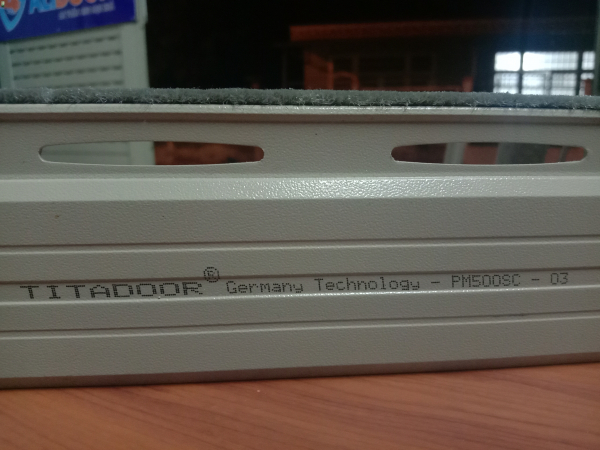 TITADOOR® Germany Technology - PM500SC - 03